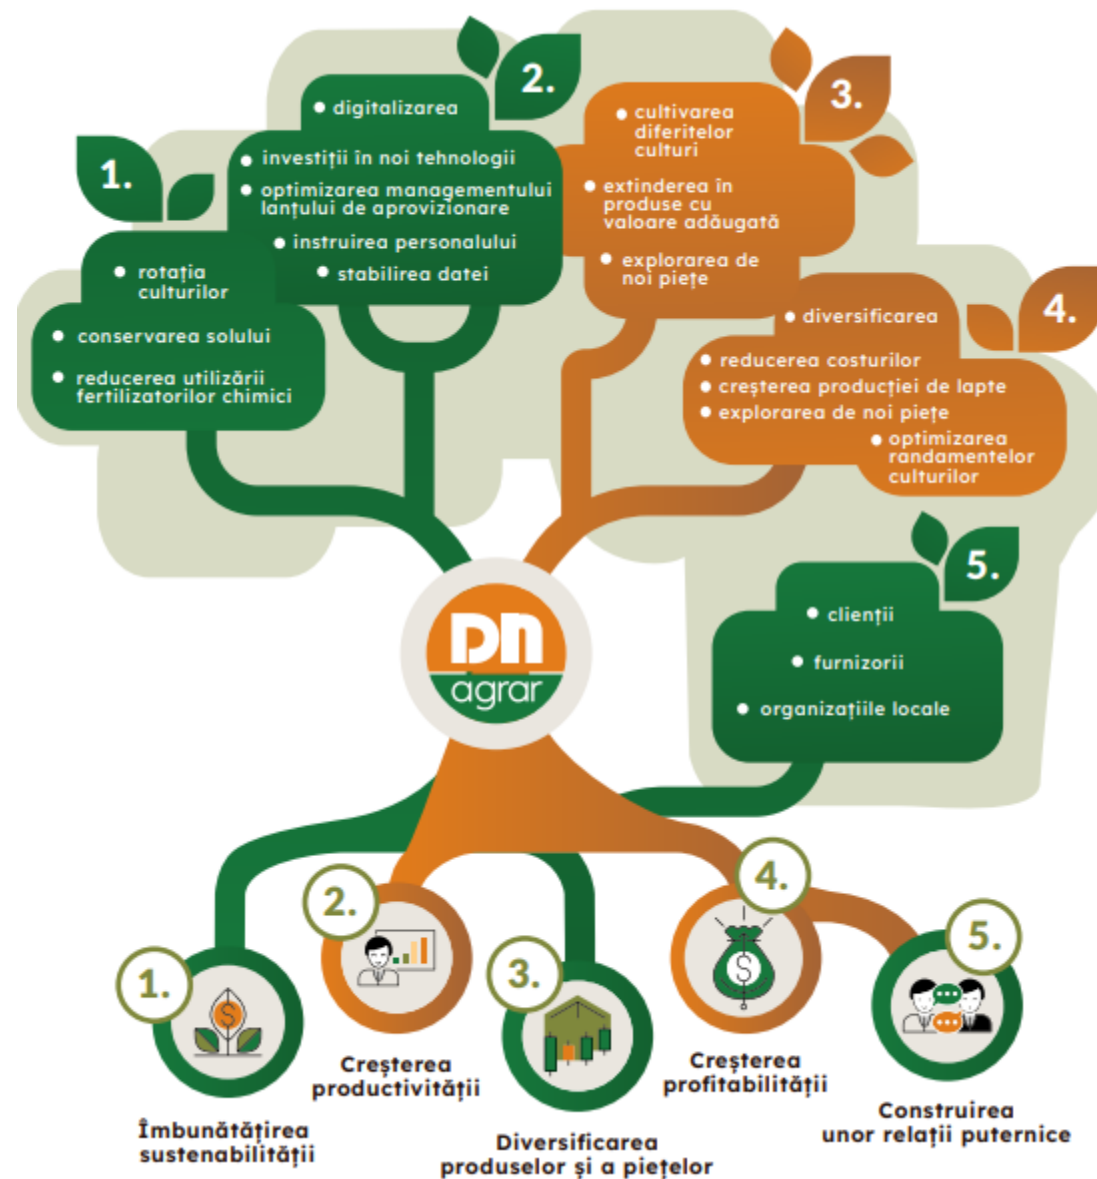 1.
rotația
culturilor
conservarea solului
reducerea utilizării
fertilizatorilor chimici
2.
digitalizarea
investiții în noi tehnologii
optimizarea managementului
lanțului de aprovizionare
instruirea personalului
stabilirea datei
3.
cultivarea
diferitelor
culturi
extinderea în
produse cu
valoare adăugată
explorarea de
noi piețe
4.
diversificarea
reducerea costurilor
creșterea producției de lapte
explorarea de noi piețe
optimizarea
randamentelor
culturilor
5.
clienții
furnizorii
organizațiile locale
DN
agrar
1.
Îmbunătățirea
sustenabilității
2.
Creșterea
productivității
3.
Diversificarea
produselor și a piețelor
4.
Creșterea
profitabilității
5.
Construirea
unor relații puternice
$
$